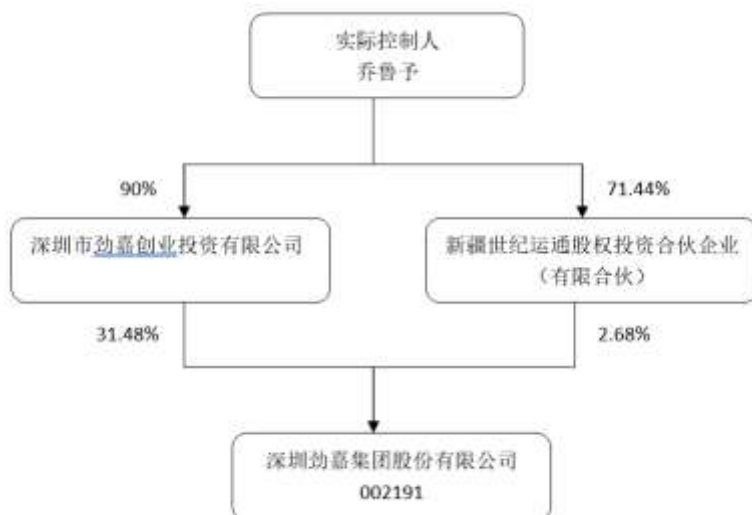 实际控制人
乔鲁予
90%
71.44%
深圳市劲嘉创业投资有限公司
新疆世纪运通股权投资合伙企业
（有限合伙）
31.48%
2.68%
深圳劲嘉集团股份有限公司
002191